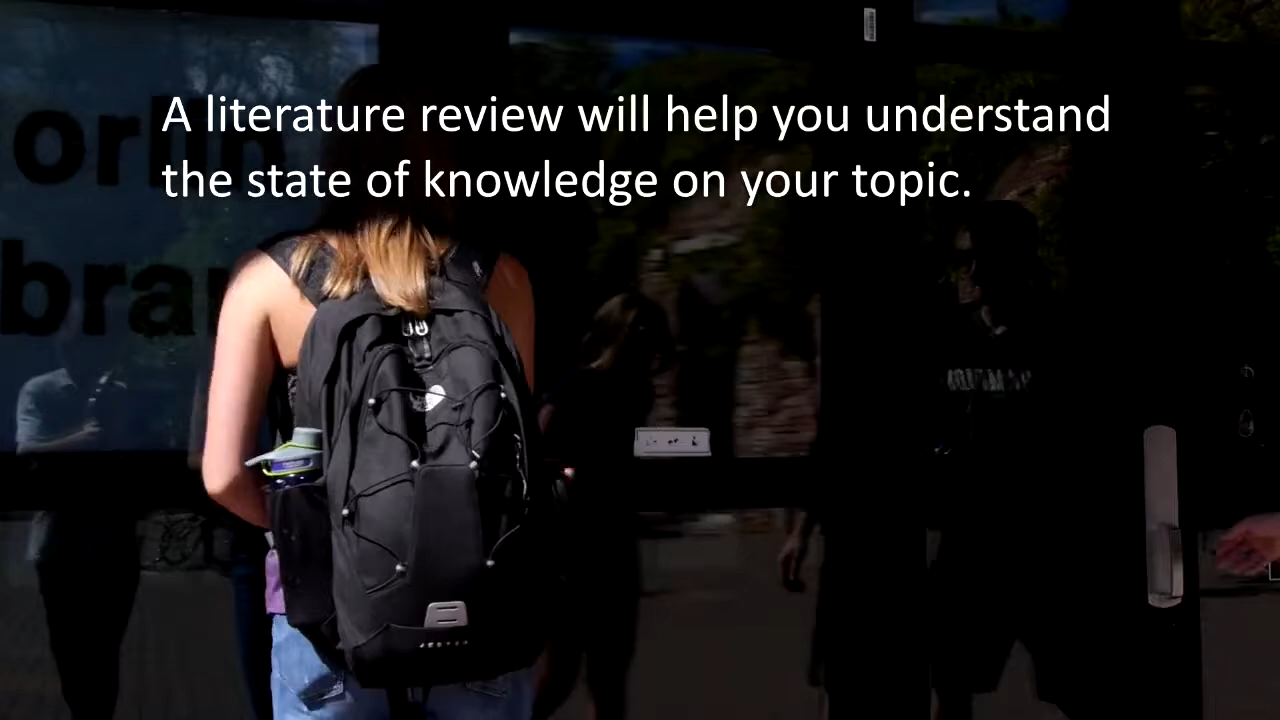 A literature review will help you understand
the state of knowledge on your topic.